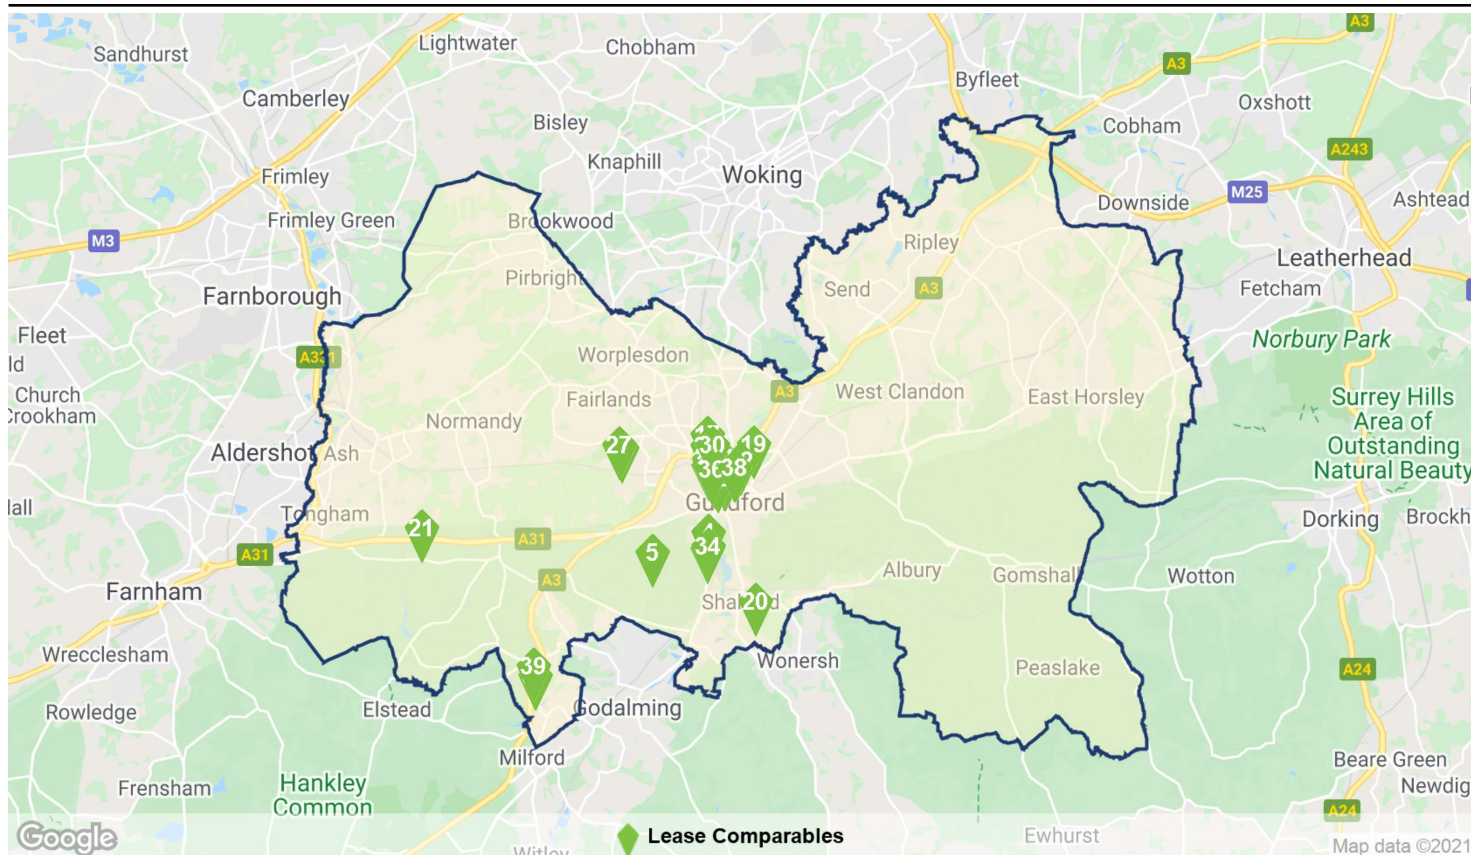 A3
Lightwater
Chobham
Sandhurst
A3
Byfleet
Camberley
Oxshott
Bisley
Cobham
A243
Knaphill
Woking
Frimley
M25
Ashtead
Downside
Frimley Green
Brookwood
M3
Ripley
Leatherhead
Pirbright
Send
A3
Fetcham
Farnborough
Fleet
Norbury Park
ld
A331
Worplesdon
Church
Crookham
A3
West Clandon
East Horsley
Surrey Hills
Area of
Outstanding
Natural Beauty
Fairlands
Normandy
Aldershot
Ash
27
30
19
36
38
Guildford
Tongham
Dorking
21
A31
A31
5
34
Farnham
A3
Albury
Gomshall
Wotton
20
Wrecclesham
39
Wonersh
Peaslake
A24
Rowledge
Elstead
Godalming
Milford
Beare Green
Frensham
Hankley
Common
A24
Google
Lease Comparables
Ewhurst
Map data ©2021